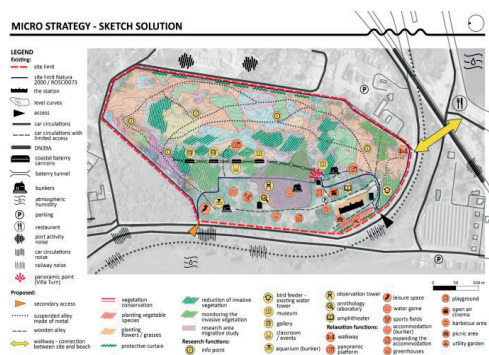 MICRO STRATEGY - SKETCH SOLUTION
LEGEND
Existing:
site limit
site limit Natura
2000 / ROSCI0073
the station
level curves
access
car circulations
car circulations with
limited access
DN39A
coastal baterry
cannons
baterry tunnel
bunkers
atmospheric
humidity
parking
restaurant
port activity
noise
car circulations
noise
railway noise
panoramic point
(Villa Turn)
Proposed:
secondary access
suspended alley
made of metal
wooden alley
walkway - connection
between site and beach
vegetation
conservation
planting vegetable
species
planting
flowers / grasses
protective curtain
reduction of invasive
vegetation
monitoring the
invasive vegetation
research area
migration study
Research functions:
info point
bird feeder -
existing water
tower
museum
gallery
classroom
/ events
aquarium (bunker)
observation tower
ornithology
laboratory
amphitheater
Relaxation functions:
walkway
panoramic
platform
leisure space
water game
sports fields
accommodation
(bunker)
expanding the
accommodation
greenhouses
playground
open air
cinema
barbecue area
picnic area
utility garden
P
P
P
0
50
100 m